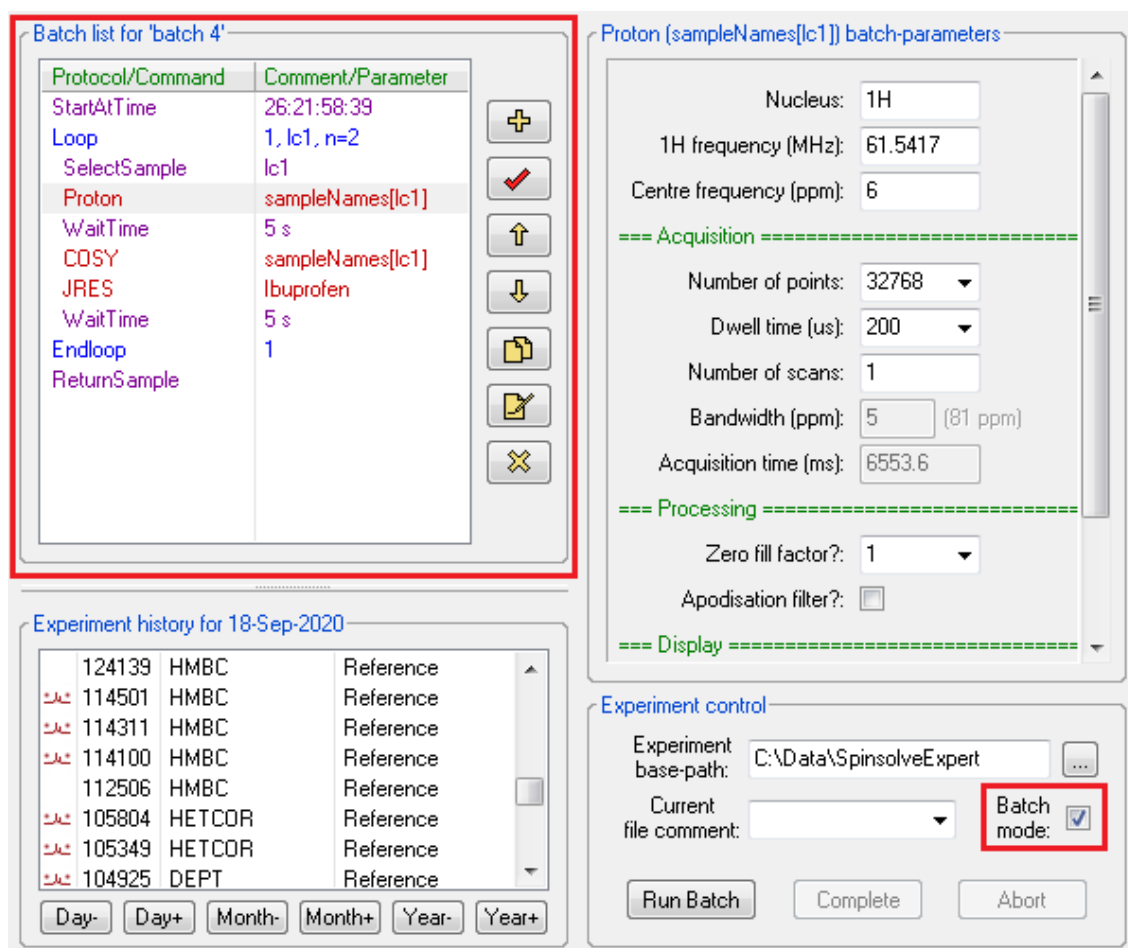 Batch list for 'batch 4'
Protocol/Command Comment/Parameter
StartAtTime 26:21:58:39
Loop 1, lc1, n=2
SelectSample lc1
Proton sampleNames[lc1]
WaitTime 5 s
COSY sampleNames[lc1]
JRES Ibuprofen
WaitTime 5 s
Endloop 1
ReturnSample
Experiment history for 18-Sep-2020
124139 HMBC Reference
114501 HMBC Reference
114311 HMBC Reference
114100 HMBC Reference
112506 HMBC Reference
105804 HETCOR Reference
105349 HETCOR Reference
104925 DEPT Reference
Day- Day+ Month- Month+ Year- Year+
Proton (sampleNames[lc1]) batch-parameters
Nucleus: 1H
1H frequency (MHz): 61.5417
Centre frequency (ppm): 6
=== Acquisition ============================
Number of points: 32768
Dwell time (us): 200
Number of scans: 1
Bandwidth (ppm): 5 (81 ppm)
Acquisition time (ms): 6553.6
=== Processing ============================
Zero fill factor?: 1
Apodisation filter?:
=== Display ===============================
Experiment control
Experiment
base-path: C:\Data\SpinsolveExpert ...
Current
file comment:
Batch
mode:
Run Batch Complete Abort